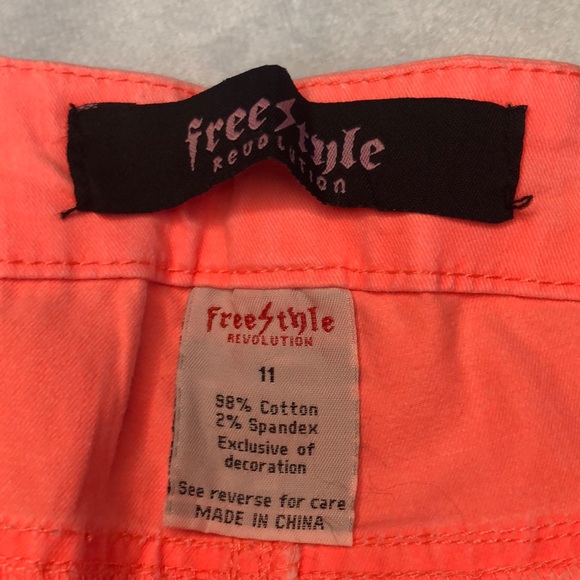 freestyle
REVOLUTION
freestyle
REVOLUTION
11
98% Cotton
2% Spandex
Exclusive of
decoration
See reverse for care
MADE IN CHINA